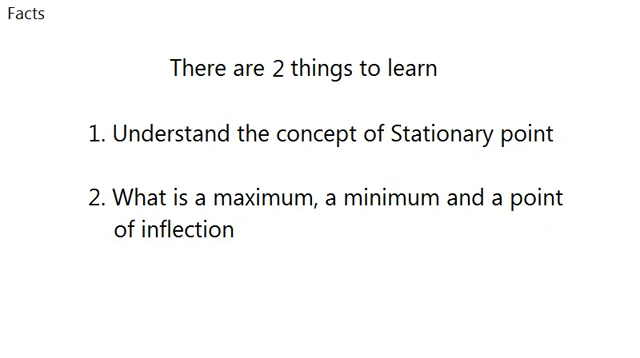 Facts
There are 2 things to learn
1. Understand the concept of Stationary point
2. What is a maximum, a minimum and a point
of inflection